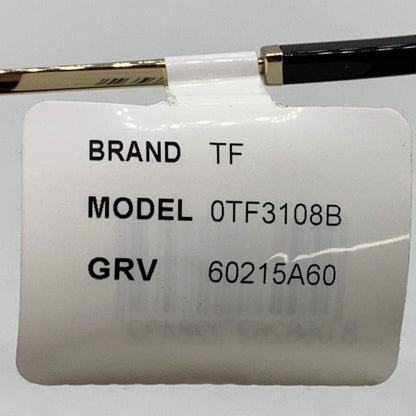 BRAND TF
MODEL 0TF3108B
GRV 60215A60